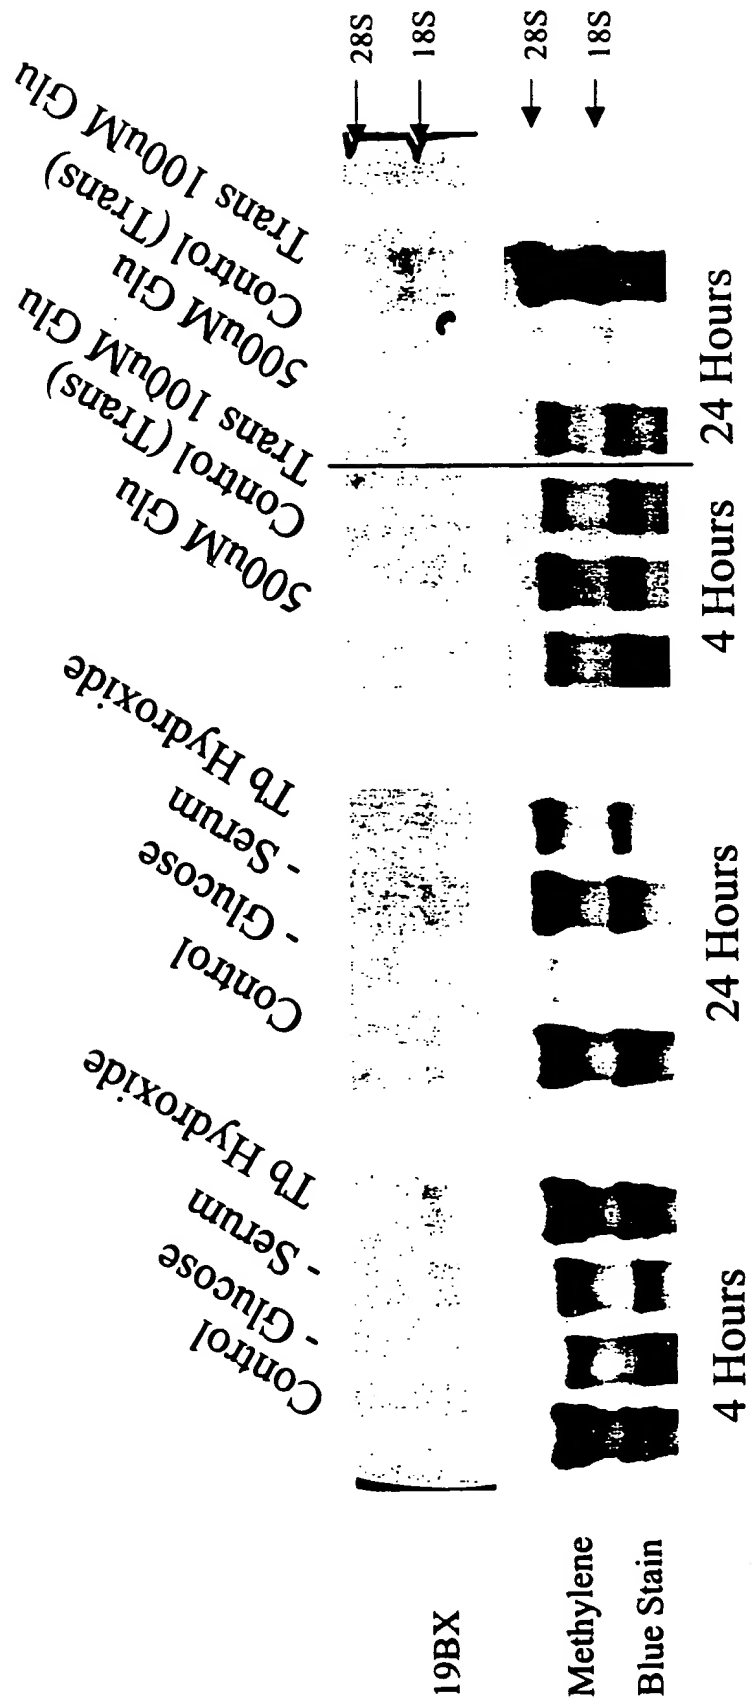 Control
- Glucose
- Serum
Tb Hydroxide
Control
- Glucose
- Serum
Tb Hydroxide
500uM Glu
Control (Trans)
Trans 100uM Glu
500uM Glu
Control (Trans)
Trans 100uM Glu
19BX
28S
18S
Methylene
Blue Stain
28S
18S
4 Hours
24 Hours
4 Hours
24 Hours